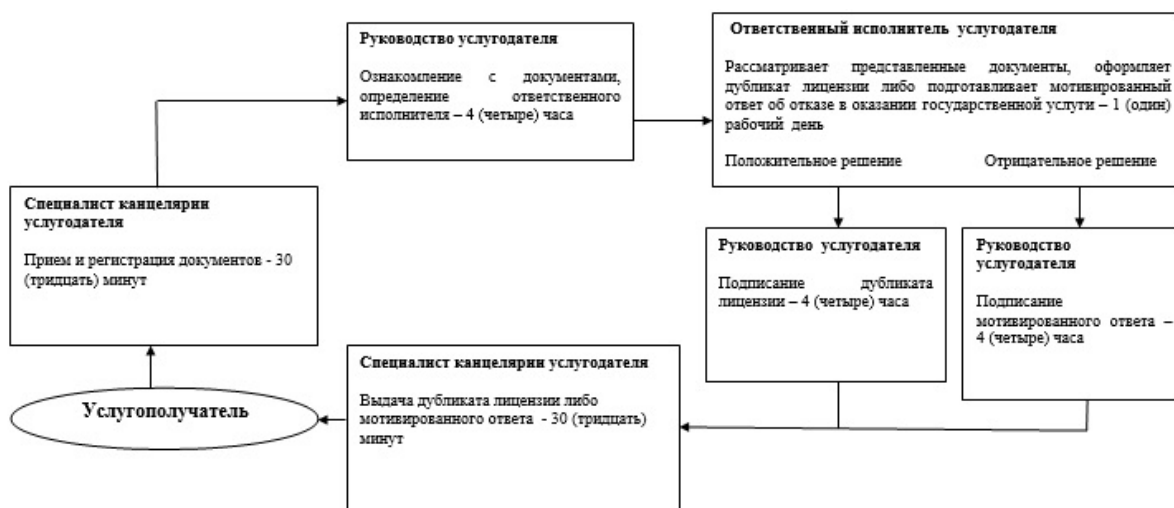 Руководство услугодателя
Ознакомление с документами,
определение ответственного
исполнителя – 4 (четыре) часа
Ответственный исполнитель услугодателя
Рассматривает представленные документы, оформляет
дубликат лицензии либо подготавливает мотивированный
ответ об отказе в оказании государственной услуги – 1 (один)
рабочий день
Положительное решение Отрицательное решение
Специалист канцелярии
услугодателя
Прием и регистрация документов - 30
(тридцать) минут
Руководство услугодателя
Подписание дубликата
лицензии – 4 (четыре) часа
Руководство
услугодателя
Подписание
мотивированного ответа –
4 (четыре) часа
Специалист канцелярии услугодателя
Выдача дубликата лицензии либо
мотивированного ответа - 30 (тридцать)
минут
Услугополучатель